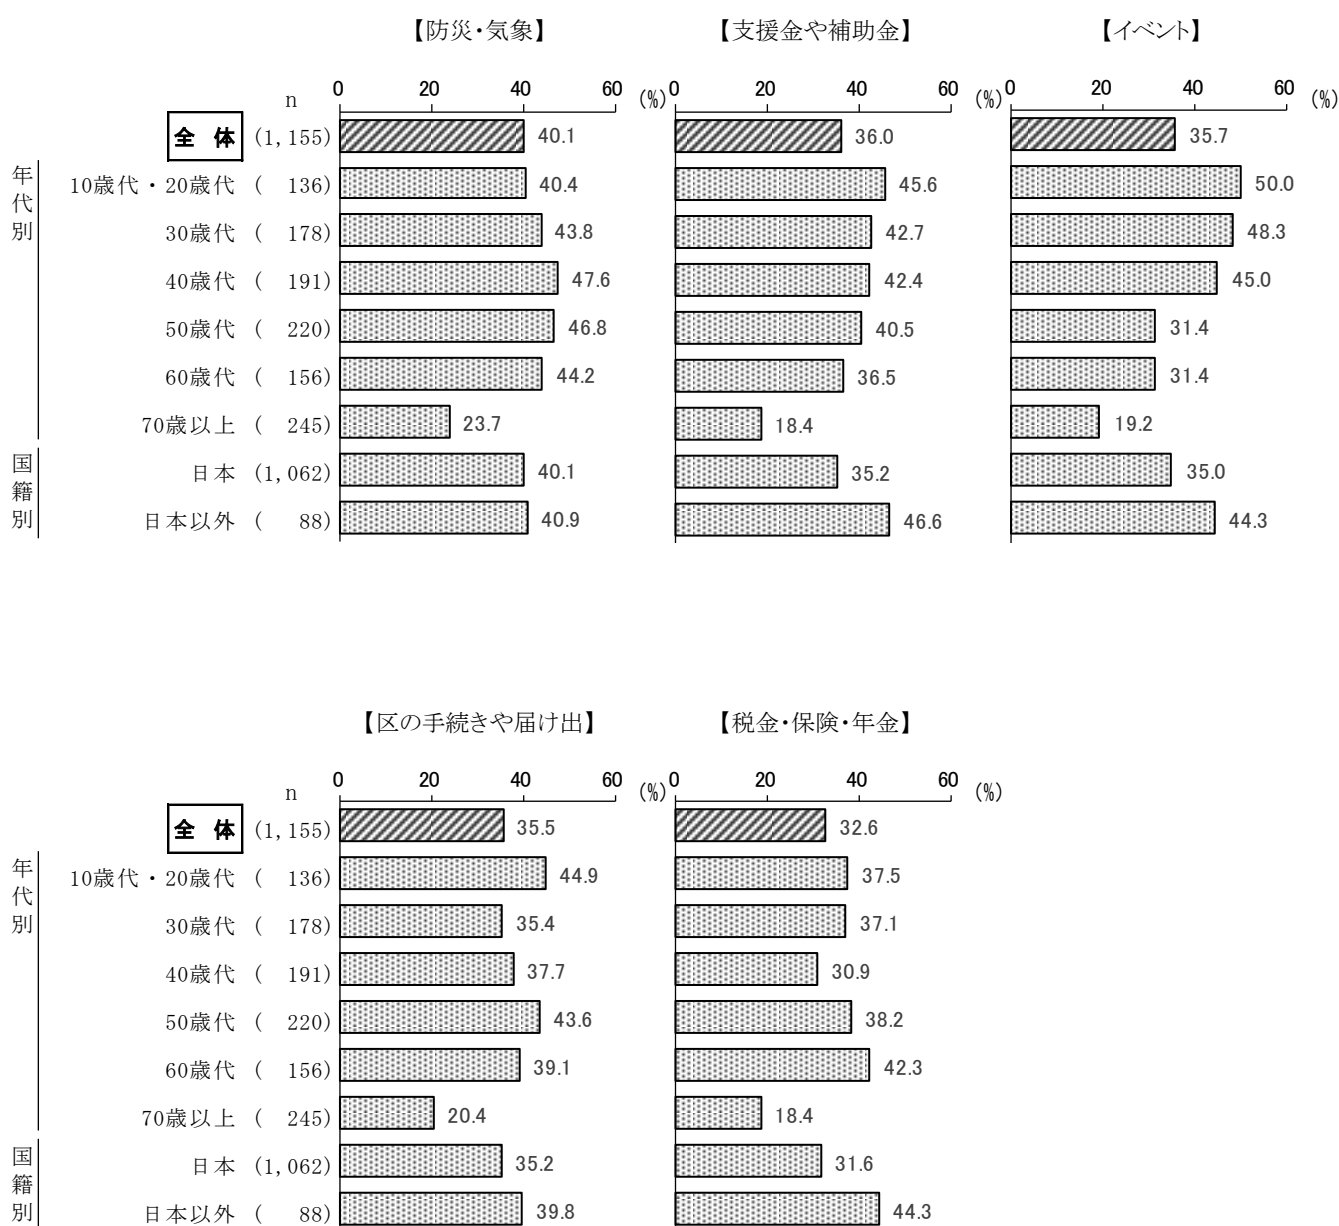 【防災・気象】 【支援金や補助金】 【イベント】
n 0 20 40 60 (%) 0 20 40 60 (%) 0 20 40 60 (%)
全 体 (1,155) 40.1 36.0 35.7
年代別
10歳代・20歳代 ( 136) 40.4 45.6 50.0
30歳代 ( 178) 43.8 42.7 48.3
40歳代 ( 191) 47.6 42.4 45.0
50歳代 ( 220) 46.8 40.5 31.4
60歳代 ( 156) 44.2 36.5 31.4
70歳以上 ( 245) 23.7 18.4 19.2
国籍別
日本 (1,062) 40.1 35.2 35.0
日本以外 ( 88) 40.9 46.6 44.3
【区の手続きや届け出】 【税金・保険・年金】
n 0 20 40 60 (%) 0 20 40 60 (%)
全 体 (1,155) 35.5 32.6
年代別
10歳代・20歳代 ( 136) 44.9 37.5
30歳代 ( 178) 35.4 37.1
40歳代 ( 191) 37.7 30.9
50歳代 ( 220) 43.6 38.2
60歳代 ( 156) 39.1 42.3
70歳以上 ( 245) 20.4 18.4
国籍別
日本 (1,062) 35.2 31.6
日本以外 ( 88) 39.8 44.3